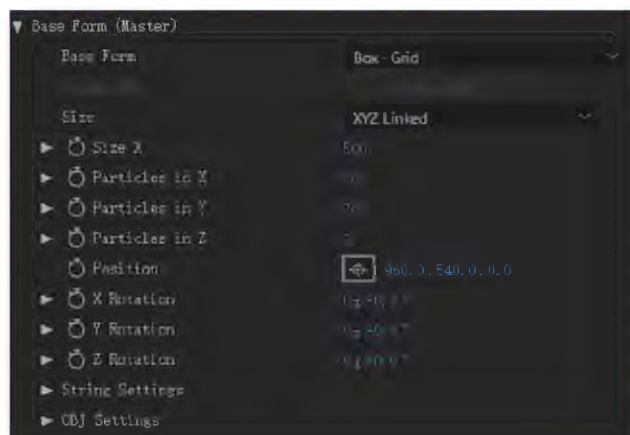 Base Form (Master)
Base Form Box - Grid
Size XYZ Linked
Size X 500
Particles in X
Particles in Y
Particles in Z
Position 960.0,540.0,0.0
X Rotation
Y Rotation
Z Rotation
String Settings
OBJ Settings